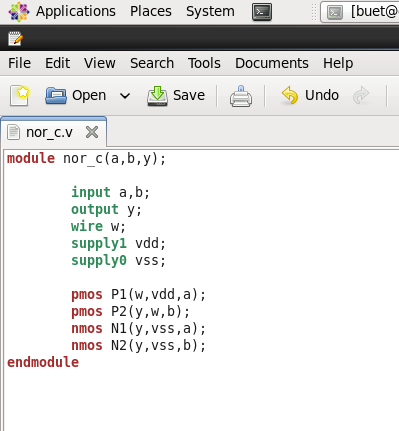 Applications Places System [buet@
File Edit View Search Tools Documents Help
Open Save Undo
nor_c.v
module nor_c(a,b,y);
input a,b;
output y;
wire w;
supply1 vdd;
supply0 vss;
pmos P1(w,vdd,a);
pmos P2(y,w,b);
nmos N1(y,vss,a);
nmos N2(y,vss,b);
endmodule